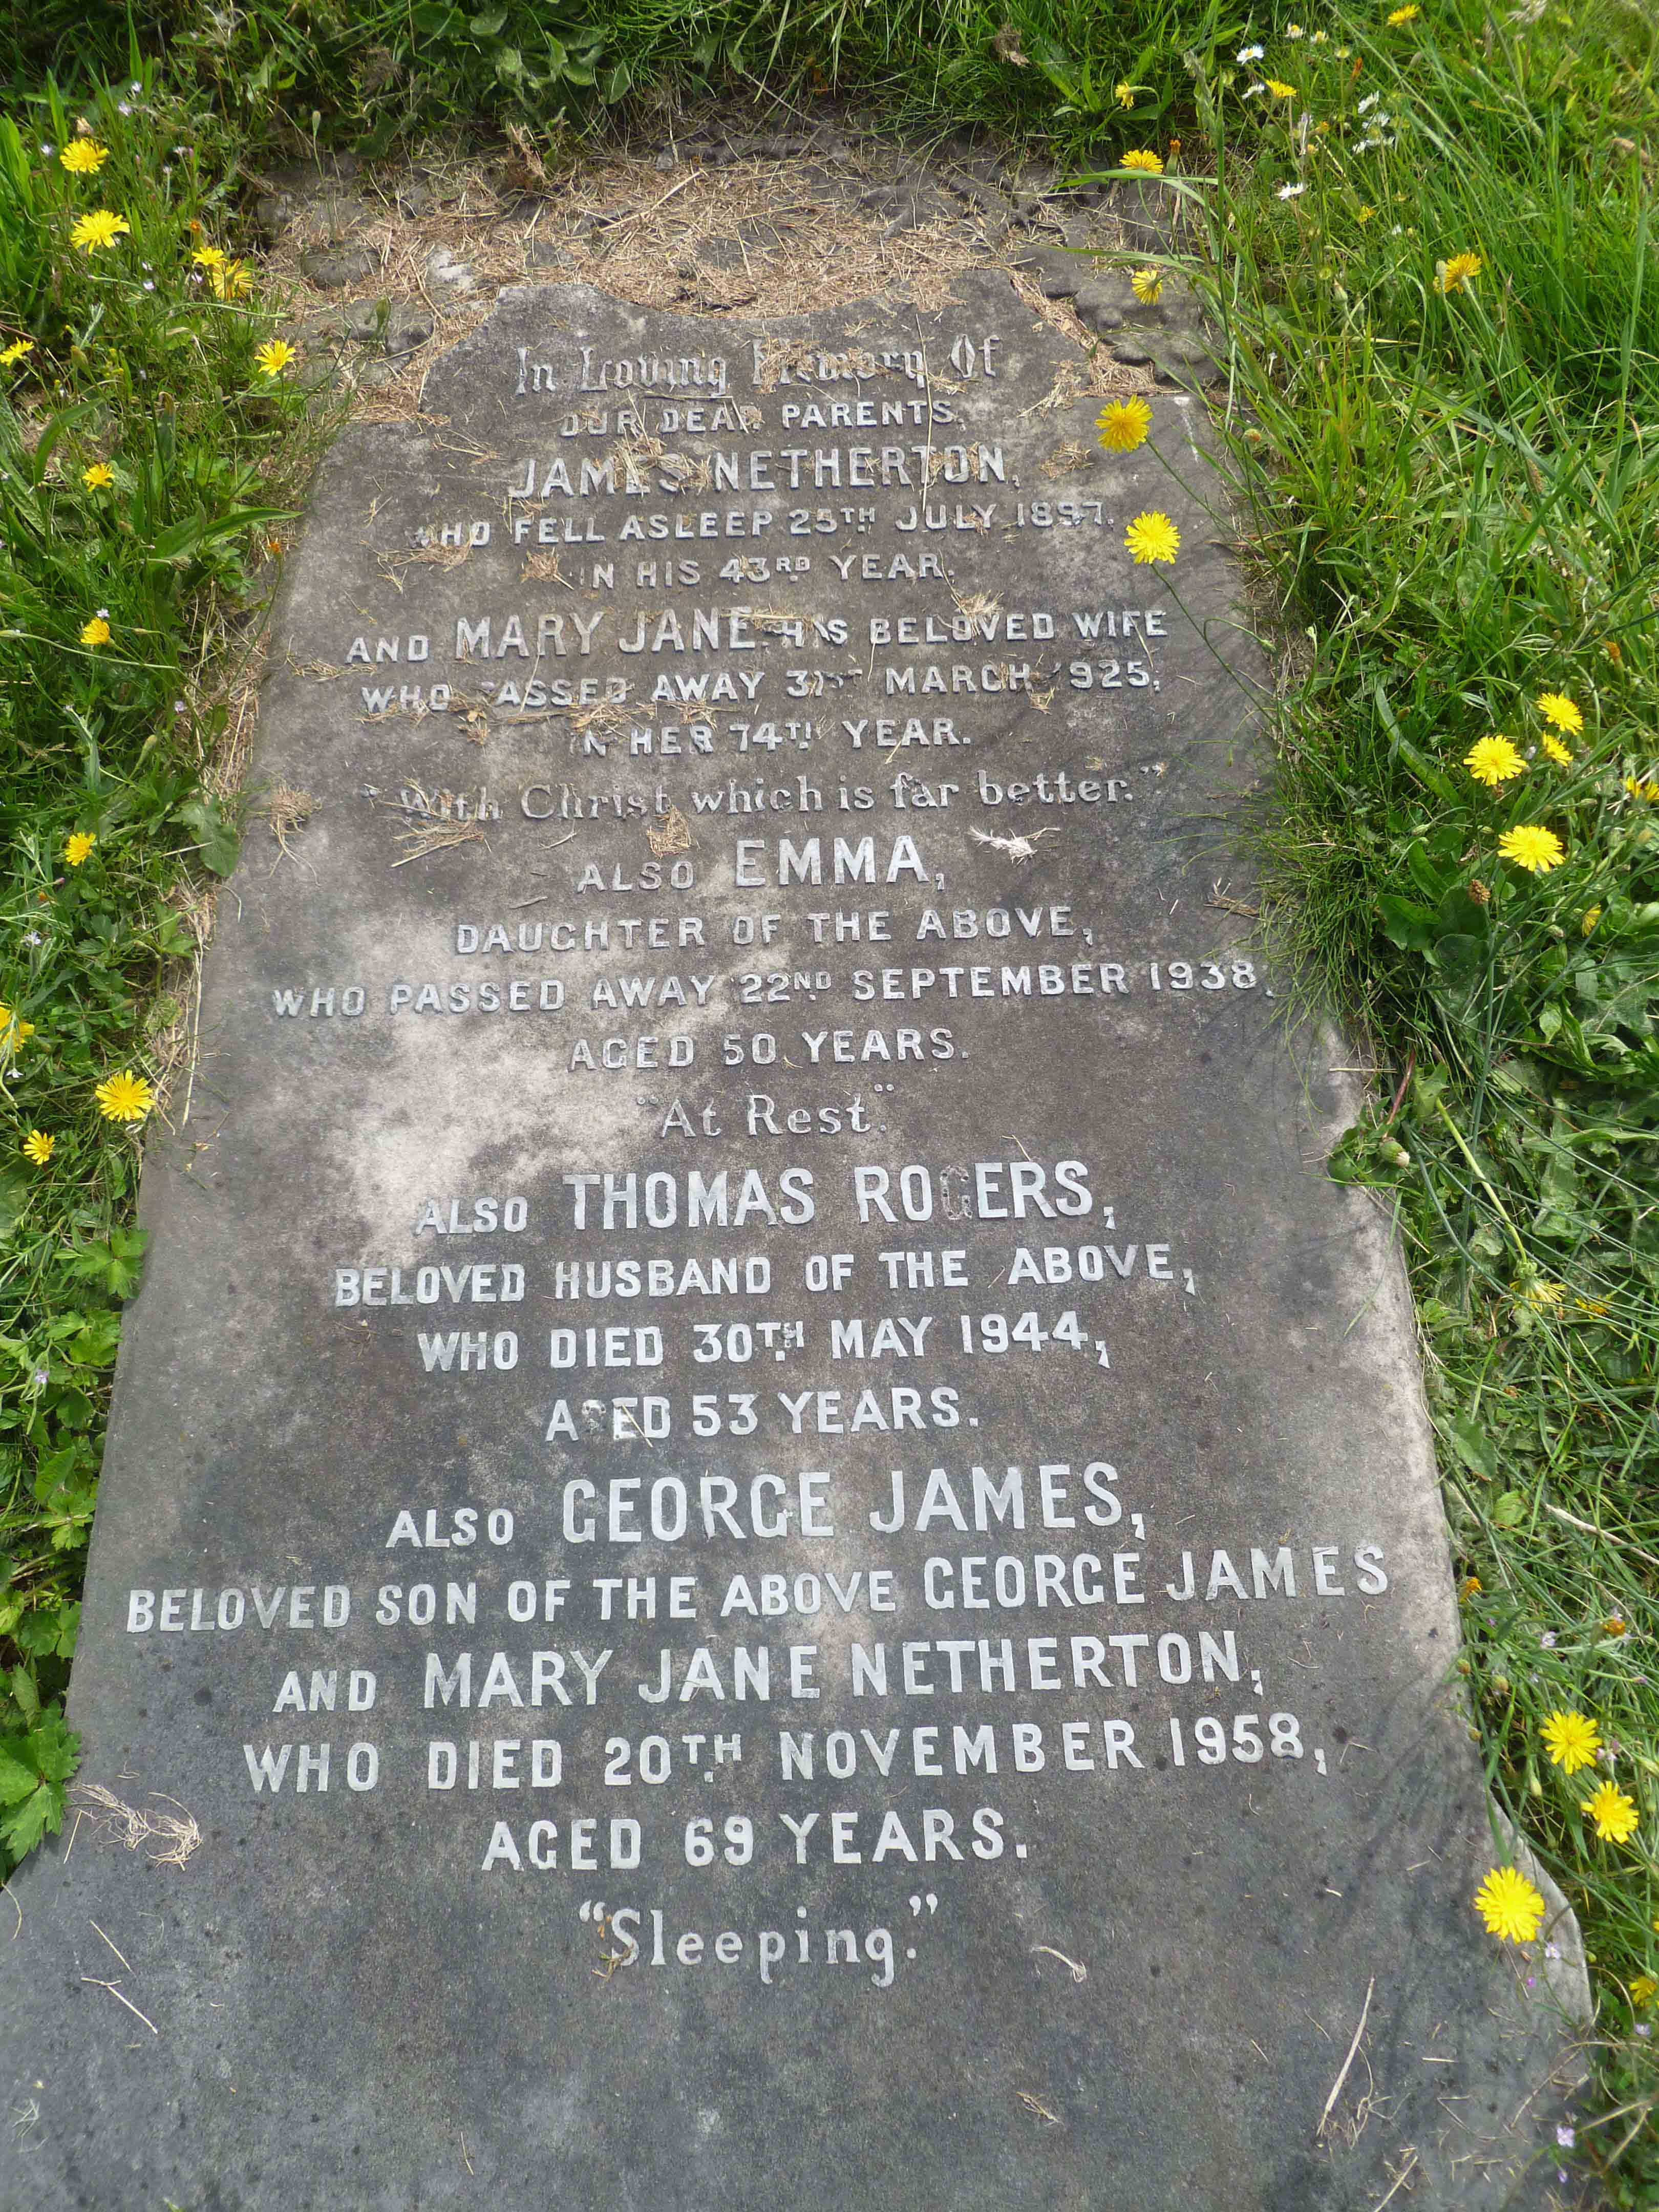 In Loving Memory Of
OUR DEAR PARENTS.
JAMES NETHERTON,
WHO FELL ASLEEP 25TH JULY 1897.
IN HIS 43RD YEAR.
AND MARY JANE HIS BELOVED WIFE
WHO PASSED AWAY 31ST MARCH 1925,
IN HER 74TH YEAR.
"With Christ which is far better."
ALSO EMMA,
DAUGHTER OF THE ABOVE,
WHO PASSED AWAY 22ND SEPTEMBER 1938,
AGED 50 YEARS.
"At Rest."
ALSO THOMAS ROGERS,
BELOVED HUSBAND OF THE ABOVE,
WHO DIED 30TH MAY 1944,
AGED 53 YEARS.
ALSO GEORGE JAMES,
BELOVED SON OF THE ABOVE GEORGE JAMES
AND MARY JANE NETHERTON,
WHO DIED 20TH NOVEMBER 1958,
AGED 69 YEARS.
"Sleeping."